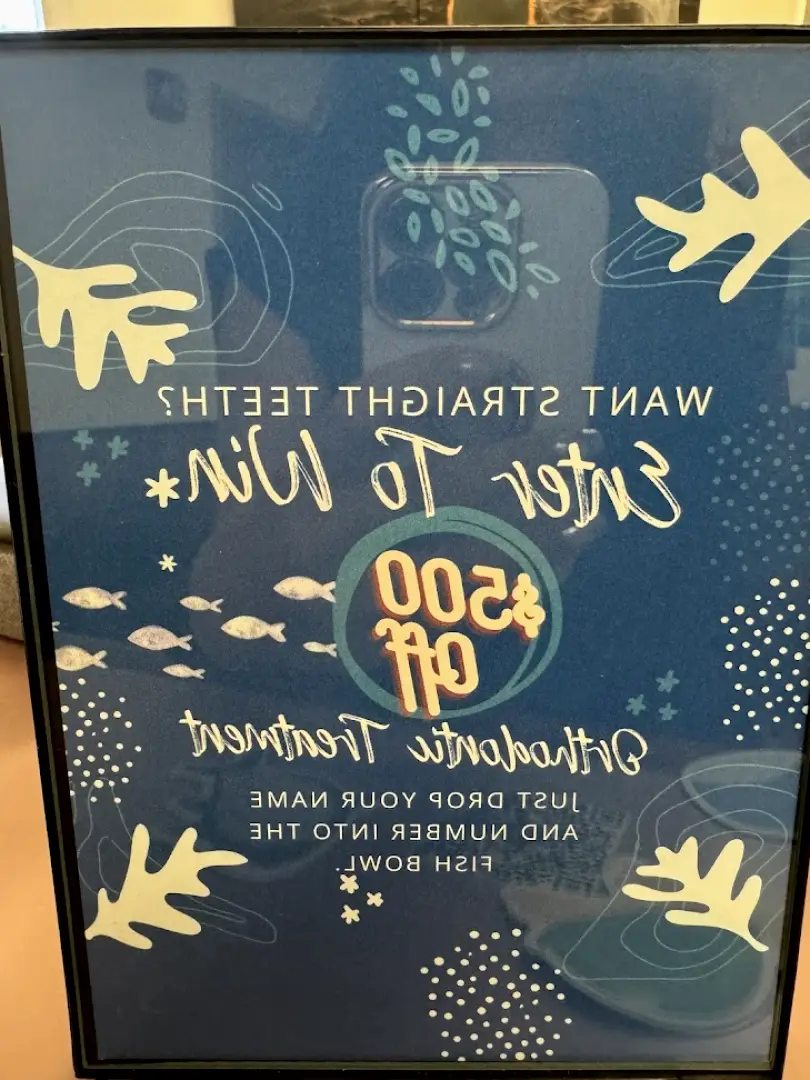 WANT STRAIGHT TEETH?
Enter To Win*
$500
Off
Orthodontic Treatment
JUST DROP YOUR NAME
AND NUMBER INTO THE
FISH BOWL.